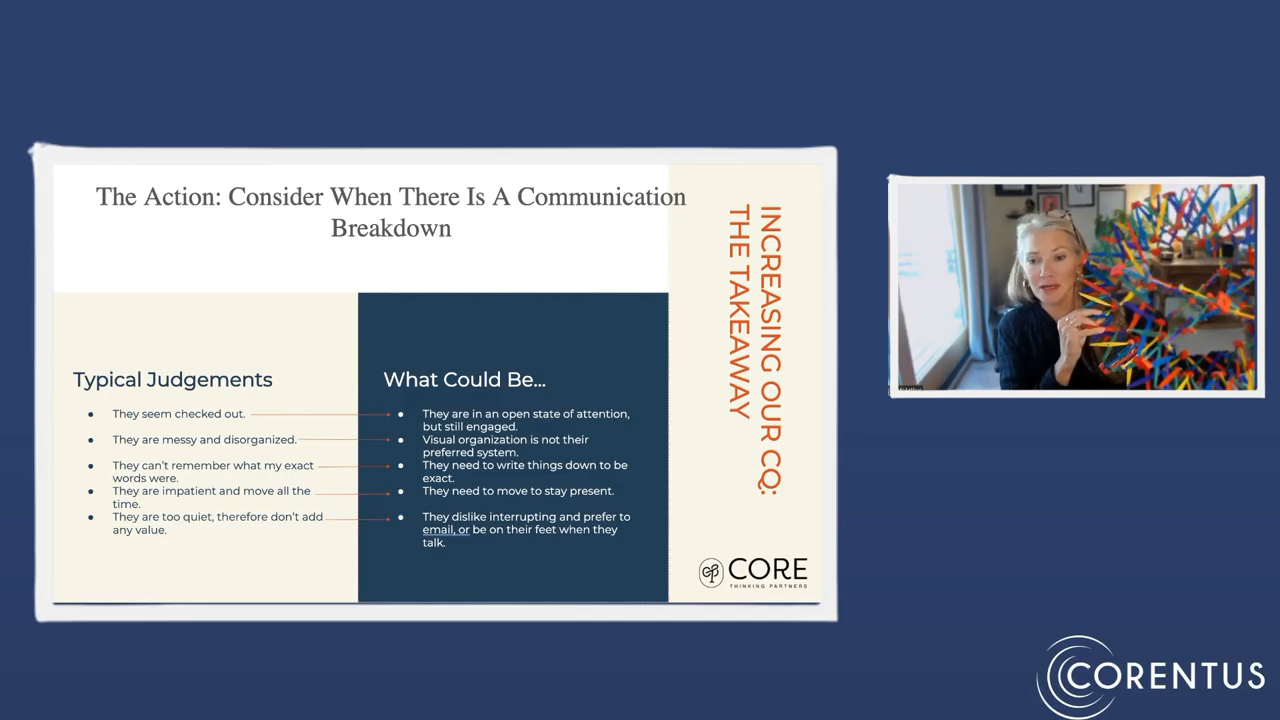 The Action: Consider When There Is A Communication
Breakdown
INCREASING OUR CQ:
THE TAKEAWAY
Typical Judgements
● They seem checked out.
● They are messy and disorganized.
● They can't remember what my exact
words were.
● They are impatient and move all the
time.
● They are too quiet, therefore don't add
any value.
What Could Be...
● They are in an open state of attention,
but still engaged.
● Visual organization is not their
preferred system.
● They need to write things down to be
exact.
● They need to move to stay present.
● They dislike interrupting and prefer to
email, or be on their feet when they
talk.
CORE
THINKING PARTNERS
CORENTUS